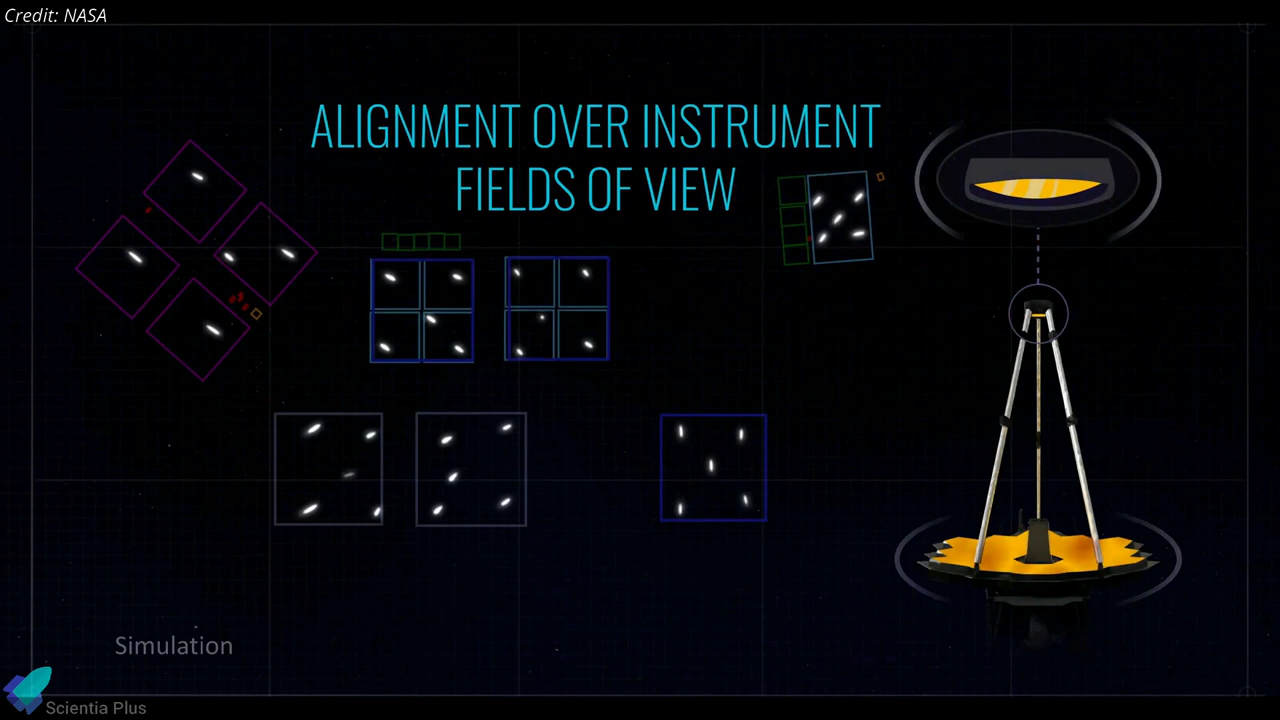 Credit: NASA
ALIGNMENT OVER INSTRUMENT
FIELDS OF VIEW
Simulation
Scientia Plus